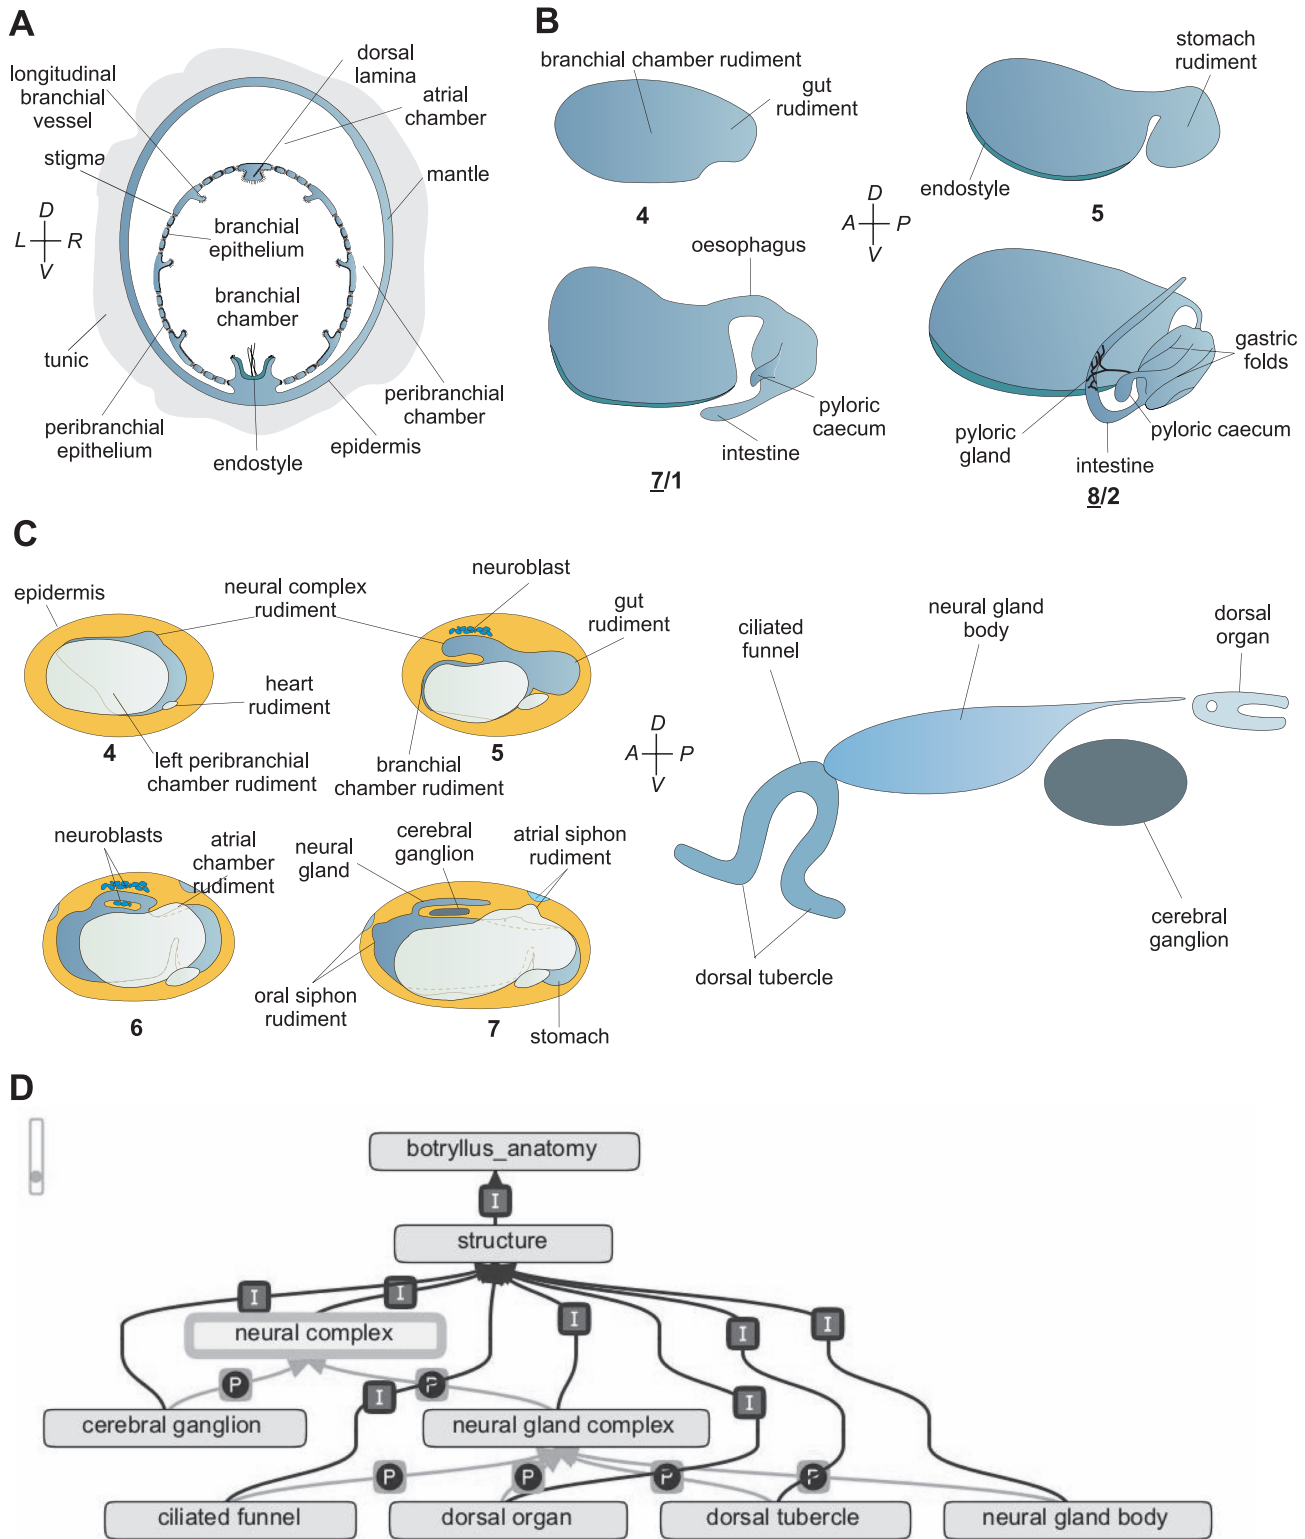 A
longitudinal
branchial
vessel
dorsal
lamina
atrial
chamber
stigma
mantle
D
L
R
V
branchial
epithelium
branchial
chamber
tunic
peribranchial
chamber
peribranchial
epithelium
endostyle
epidermis
B
branchial chamber rudiment
gut
rudiment
4
stomach
rudiment
endostyle
5
D
A
P
V
oesophagus
pyloric
caecum
intestine
7/1
gastric
folds
pyloric
gland
pyloric caecum
intestine
8/2
C
epidermis
neural complex
rudiment
neuroblast
gut
rudiment
heart
rudiment
4
left peribranchial
chamber rudiment
5
branchial
chamber rudiment
D
A
P
V
neuroblasts
atrial
chamber
rudiment
6
neural
gland
cerebral
ganglion
atrial siphon
rudiment
oral siphon
rudiment
7
stomach
ciliated
funnel
neural gland
body
dorsal
organ
dorsal tubercle
cerebral
ganglion
D
botryllus_anatomy
I
structure
I
I
I
I
I
neural complex
P
I
P
I
cerebral ganglion
neural gland complex
P
P
P
P
ciliated funnel
dorsal organ
dorsal tubercle
neural gland body